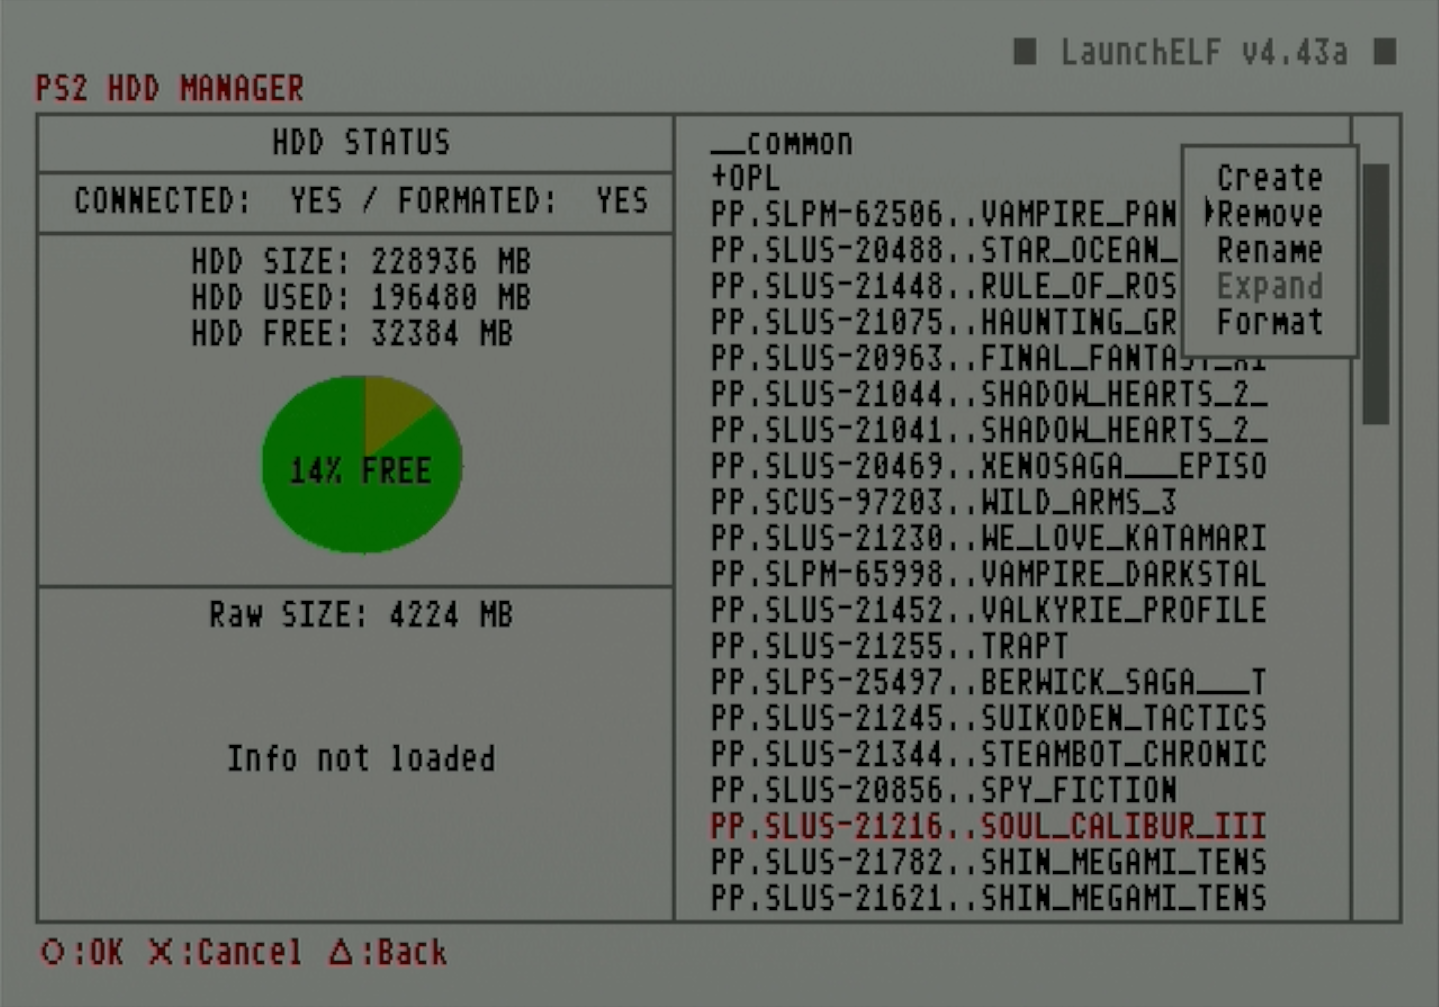 LaunchELF v4.43a
PS2 HDD MANAGER
HDD STATUS
CONNECTED: YES / FORMATED: YES
HDD SIZE: 228936 MB
HDD USED: 196480 MB
HDD FREE: 32384 MB
14% FREE
Raw SIZE: 4224 MB
Info not loaded
__common
+OPL
PP.SLPM-62506..VAMPIRE_PAN
PP.SLUS-20488..STAR_OCEAN_
PP.SLUS-21448..RULE_OF_ROS
PP.SLUS-21075..HAUNTING_GR
PP.SLUS-20963..FINAL_FANTASY_XI
PP.SLUS-21044..SHADOW_HEARTS_2_
PP.SLUS-21041..SHADOW_HEARTS_2_
PP.SLUS-20469..XENOSAGA___EPISO
PP.SCUS-97203..WILD_ARMS_3
PP.SLUS-21230..WE_LOVE_KATAMARI
PP.SLPM-65998..VAMPIRE_DARKSTAL
PP.SLUS-21452..VALKYRIE_PROFILE
PP.SLUS-21255..TRAPT
PP.SLPS-25497..BERWICK_SAGA___T
PP.SLUS-21245..SUIKODEN_TACTICS
PP.SLUS-21344..STEAMBOT_CHRONIC
PP.SLUS-20856..SPY_FICTION
PP.SLUS-21216..SOUL_CALIBUR_III
PP.SLUS-21782..SHIN_MEGAMI_TENS
PP.SLUS-21621..SHIN_MEGAMI_TENS
Create
Remove
Rename
Expand
Format
O:OK X:Cancel △:Back